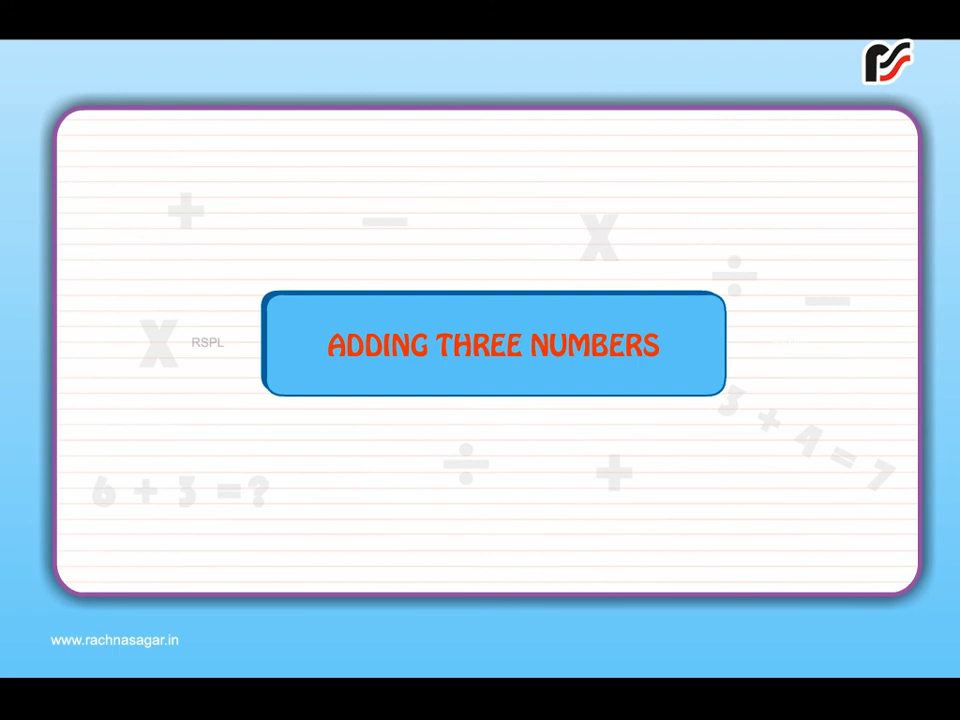 + − X ÷ −
ADDING THREE NUMBERS
X RSPL
3 + 4 = 7
6 + 3 =?
÷ +
www.rachnasagar.in